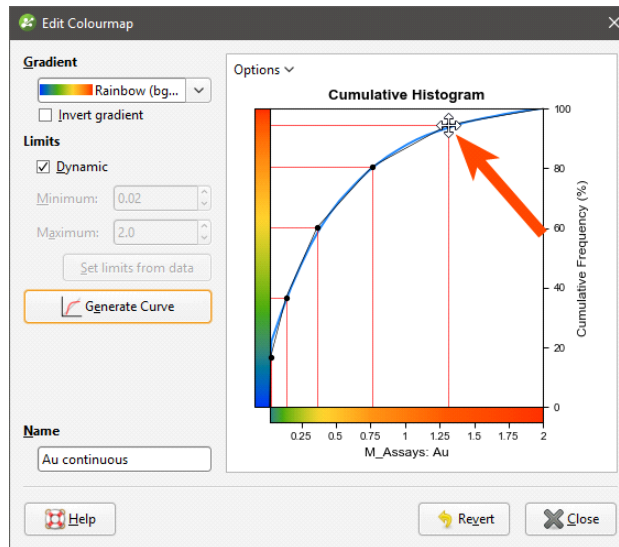 Edit Colourmap
Gradient
Rainbow (bg...
Invert gradient
Limits
Dynamic
Minimum: 0.02
Maximum: 2.0
Set limits from data
Generate Curve
Name
Au continuous
Options
Cumulative Histogram
100
80
60
40
20
0
Cumulative Frequency (%)
0.25 0.5 0.75 1 1.25 1.5 1.75 2
M_Assays: Au
Help
Revert
Close